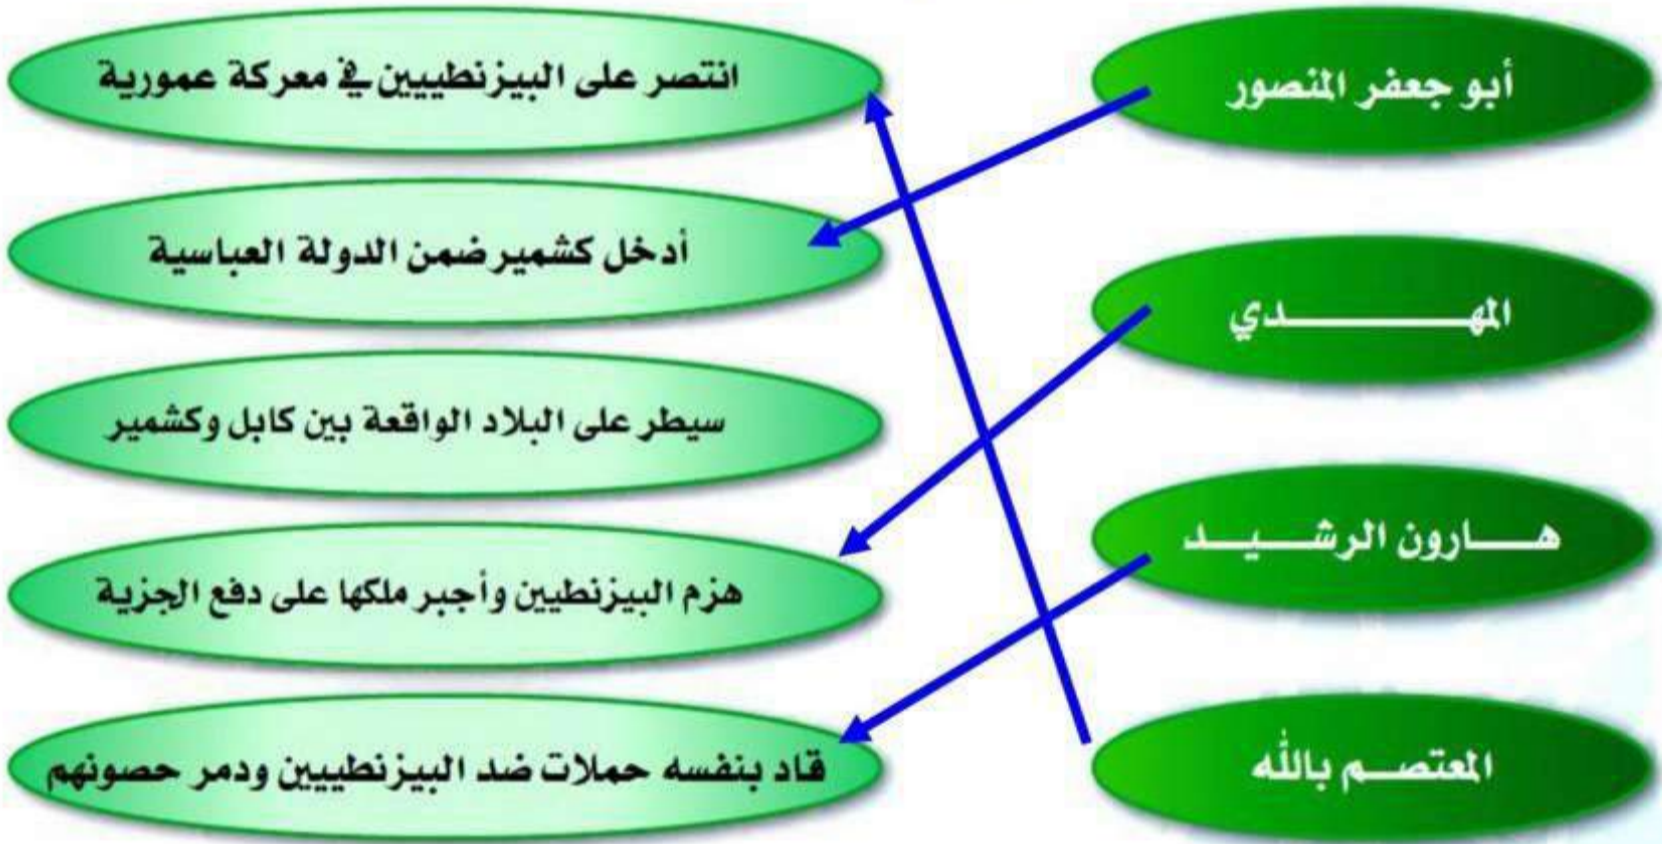 أبو جعفر المنصور
المهـــــــــدي
هـــارون الرشـــيـــد
المعتصـــم بالله
انتصر على البيزنطيين في معركة عمورية
أدخل كشمير ضمن الدولة العباسية
سيطر على البلاد الواقعة بين كابل وكشمير
هزم البيزنطيين وأجبر ملكها على دفع الجزية
قاد بنفسه حملات ضد البيزنطيين ودمر حصونهم